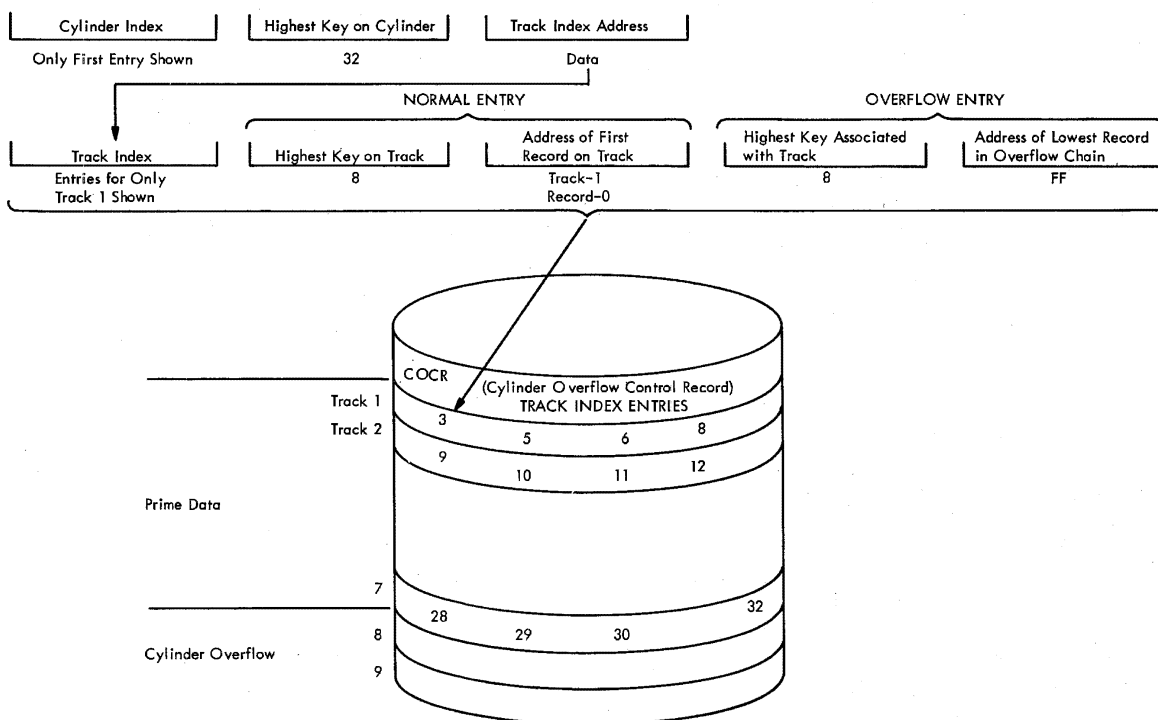 Cylinder Index
Highest Key on Cylinder
Track Index Address
Only First Entry Shown
32
Data
NORMAL ENTRY
OVERFLOW ENTRY
Track Index
Highest Key on Track
Address of First
Record on Track
Highest Key Associated
with Track
Address of Lowest Record
in Overflow Chain
Entries for Only
Track 1 Shown
8
Track-1
Record-0
8
FF
COCR
(Cylinder Overflow Control Record)
TRACK INDEX ENTRIES
Track 1
3 5 6 8
Track 2
9 10 11 12
Prime Data
7
28 29 30 32
8
Cylinder Overflow
9